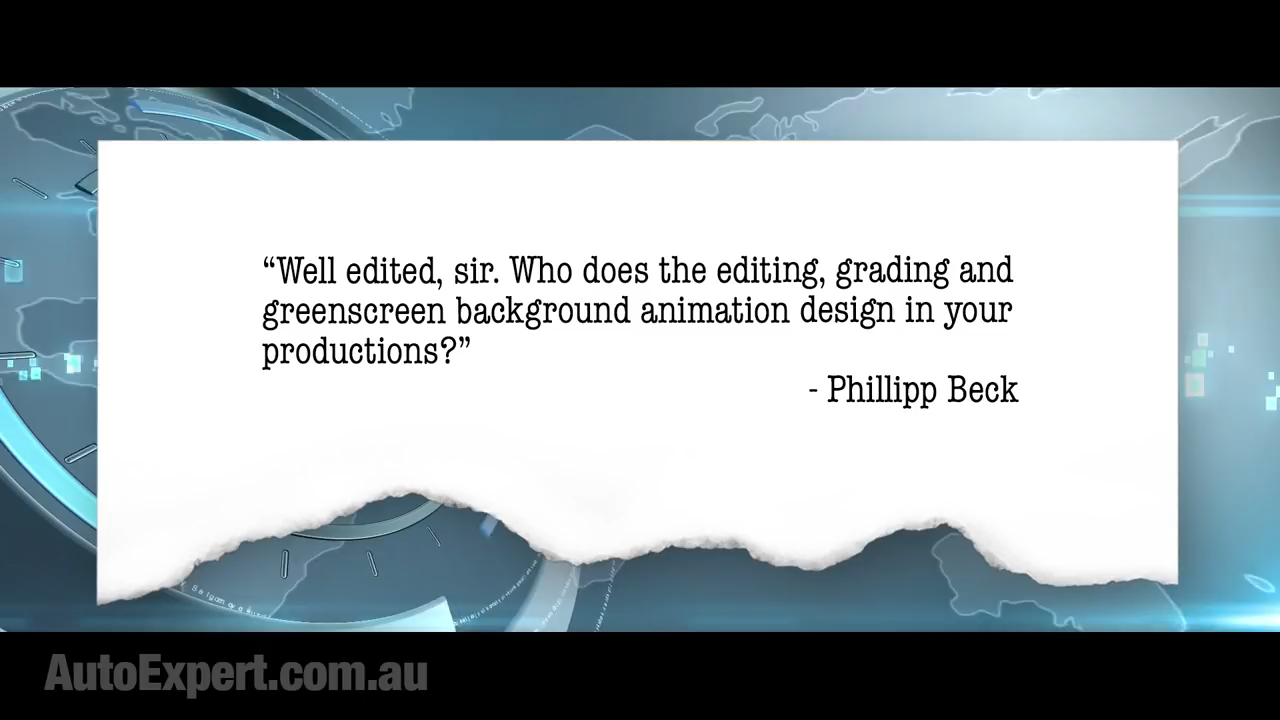 “Well edited, sir. Who does the editing, grading and
greenscreen background animation design in your
productions?”
- Phillipp Beck
AutoExpert.com.au